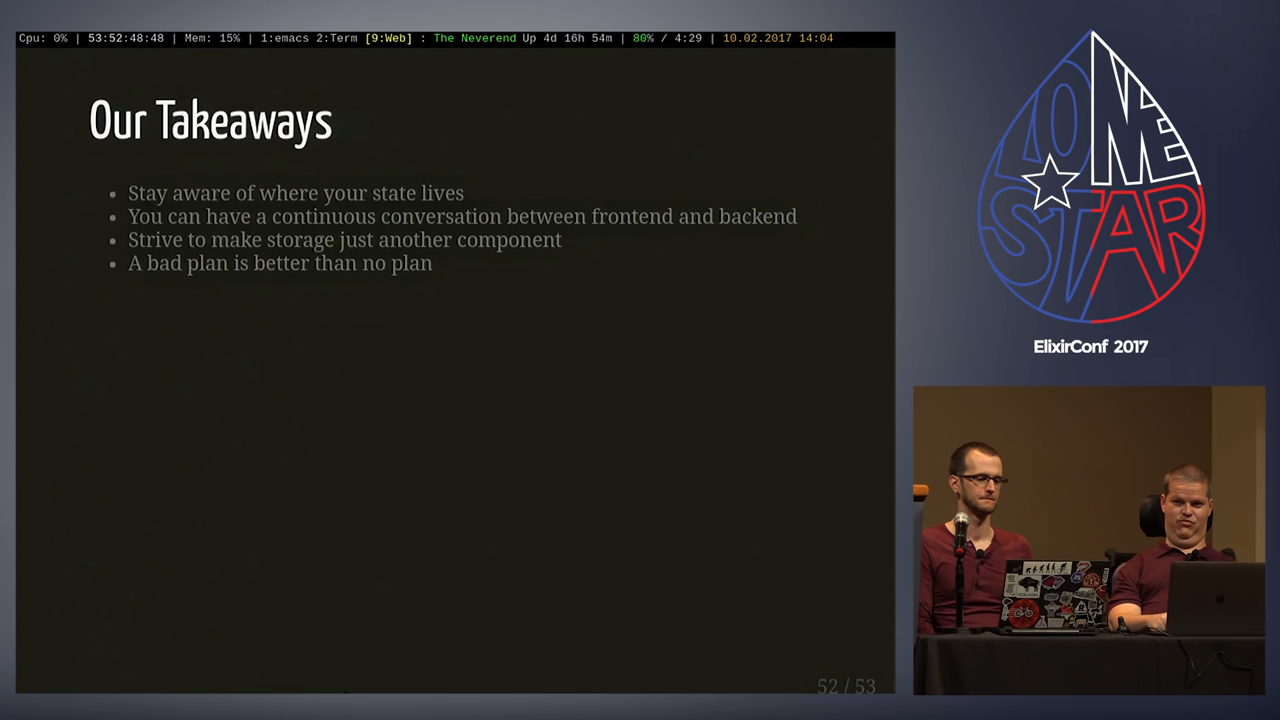 Cpu: 0% | 53:52:48:48 | Mem: 15% | 1:emacs 2:Term [9:Web] : The Neverend Up 4d 16h 54m | 80% / 4:29 | 10.02.2017 14:04
Our Takeaways
• Stay aware of where your state lives
• You can have a continuous conversation between frontend and backend
• Strive to make storage just another component
• A bad plan is better than no plan
52 / 53
LONE
STAR
ElixirConf 2017